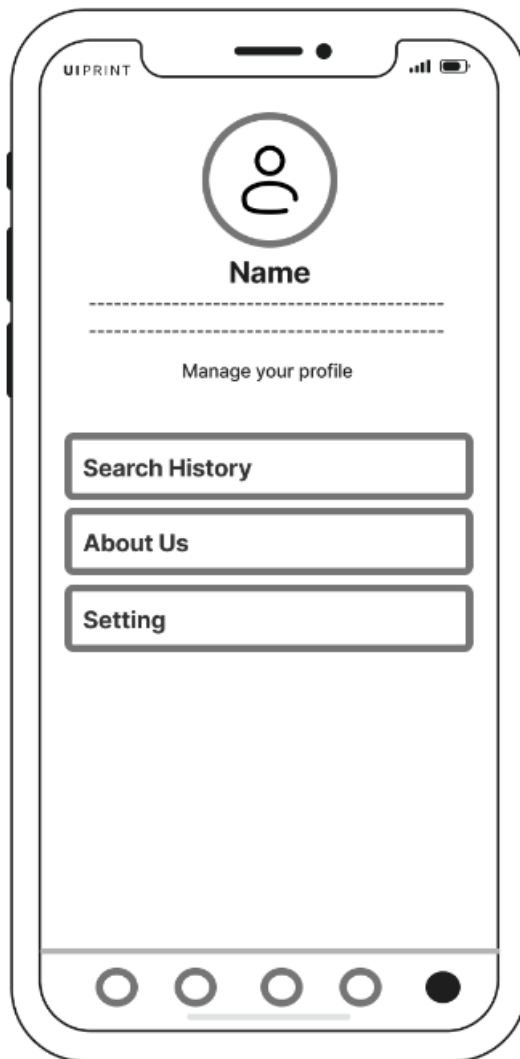 UIPRINT
Name
Manage your profile
Search History
About Us
Setting